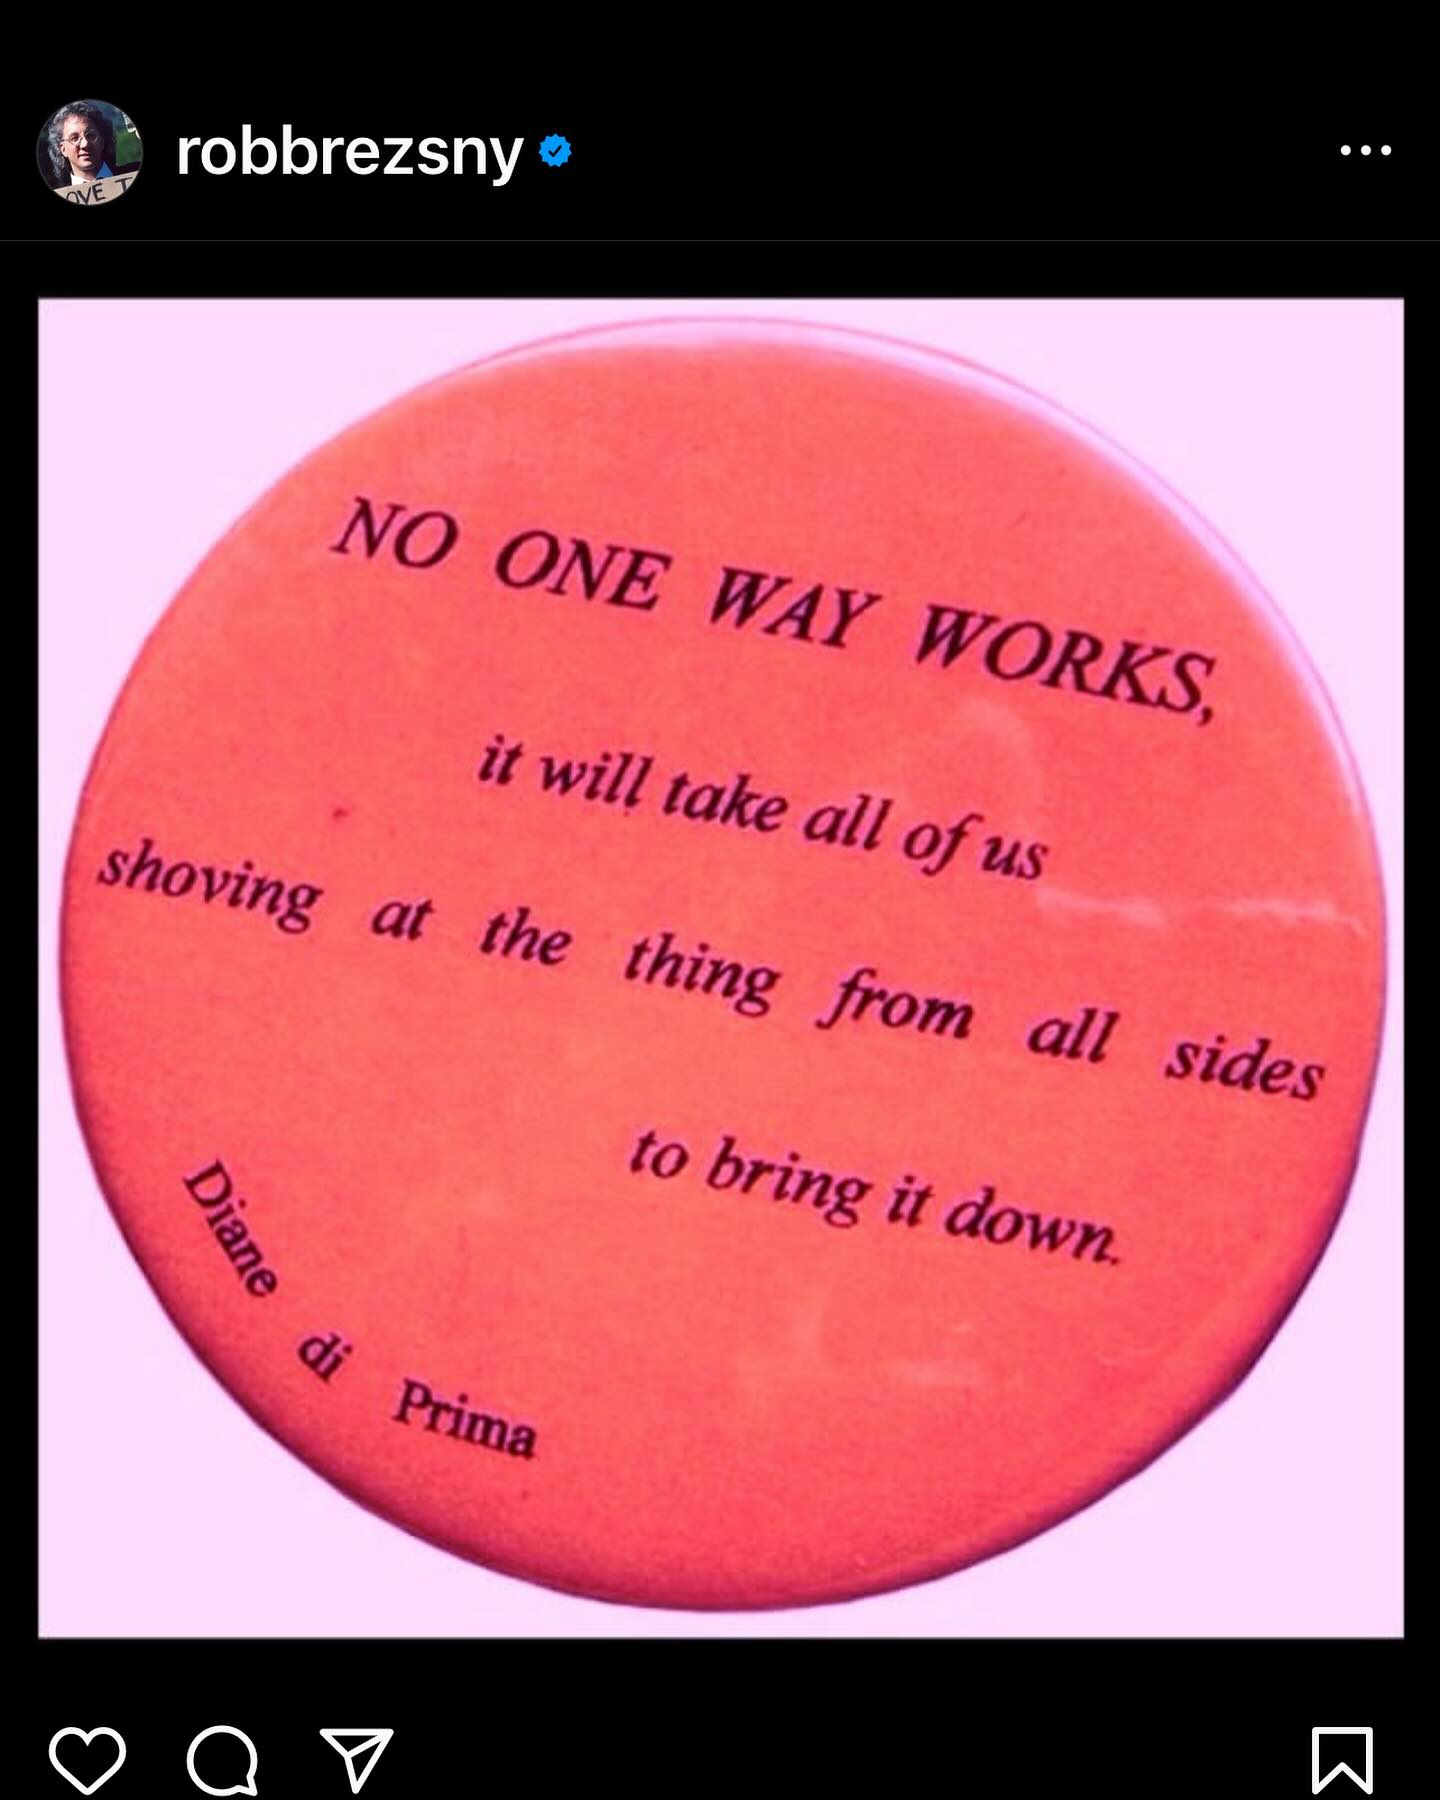 robbrezsny
OVE T
NO ONE WAY WORKS,
it will take all of us
shoving at the thing from all sides
to bring it down.
Diane di Prima